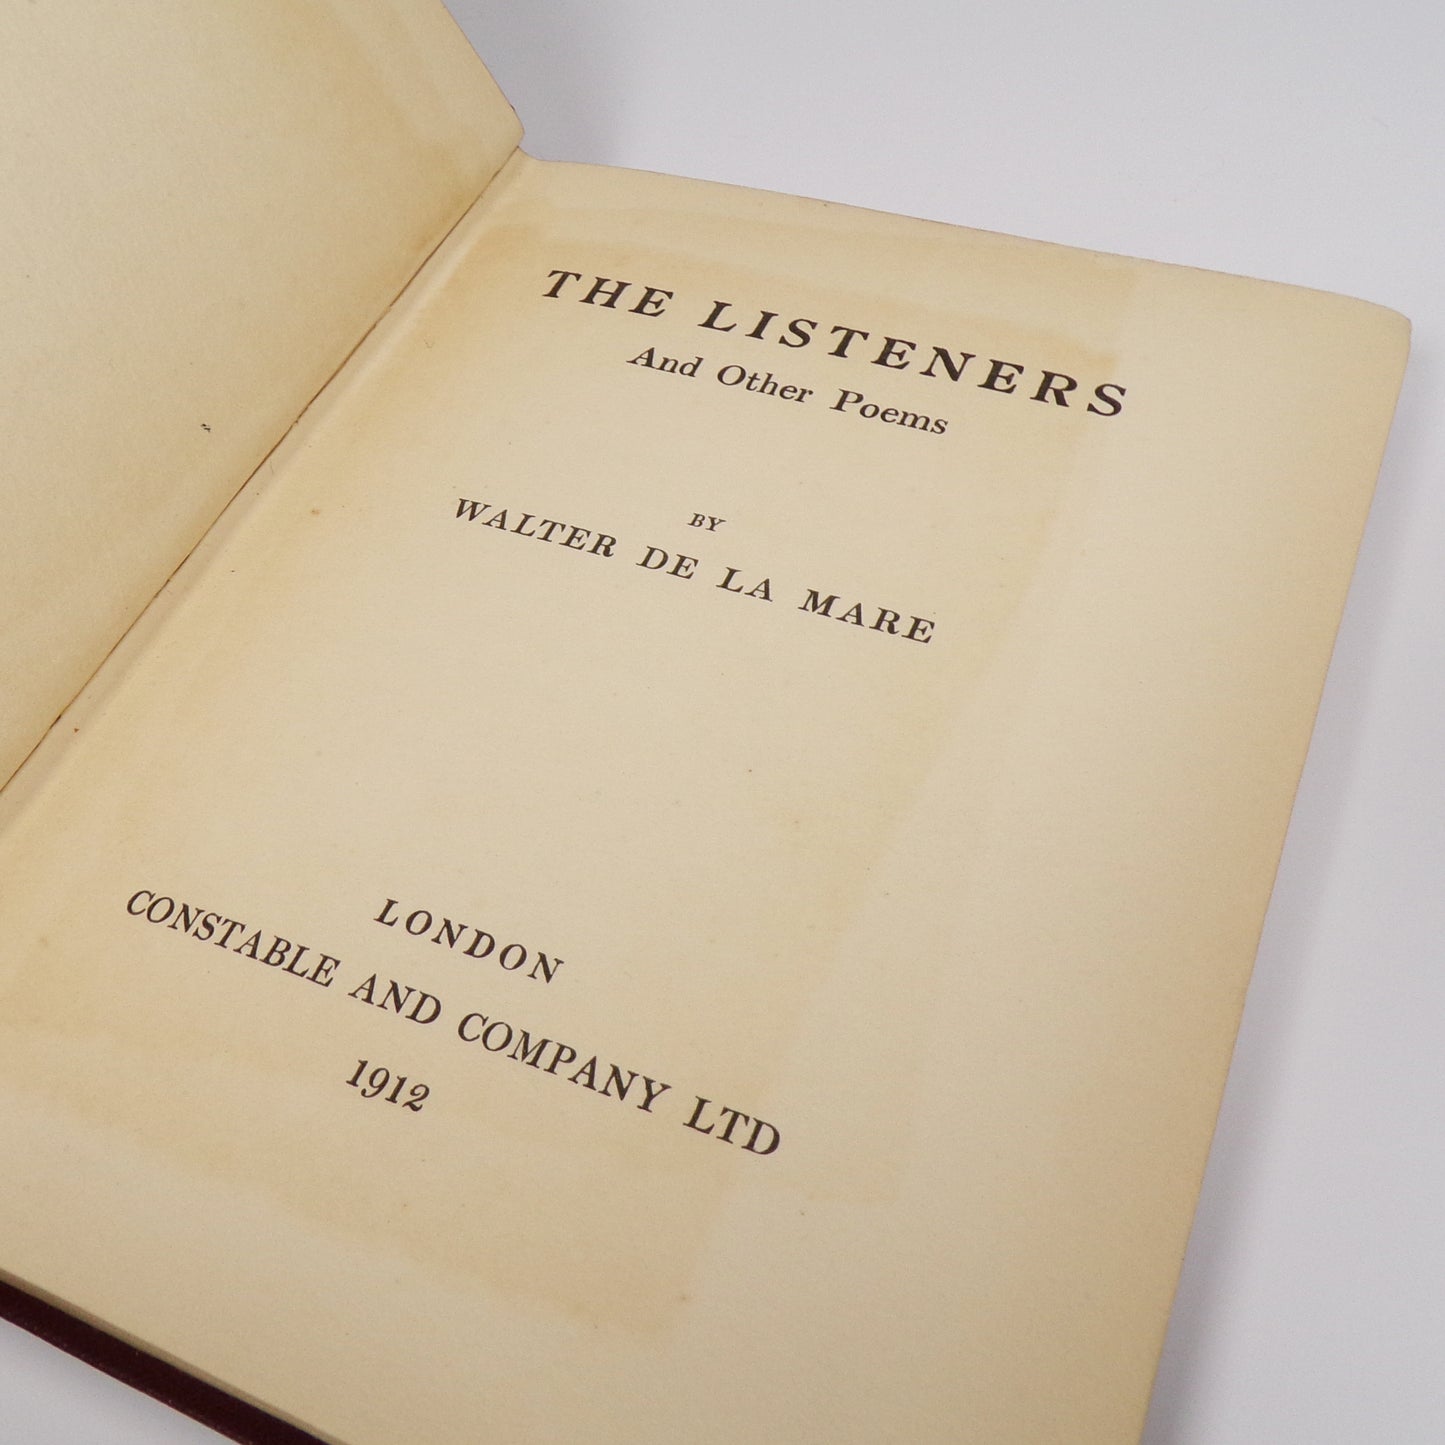 THE LISTENERS
And Other Poems
BY
WALTER DE LA MARE
LONDON
CONSTABLE AND COMPANY LTD
1912